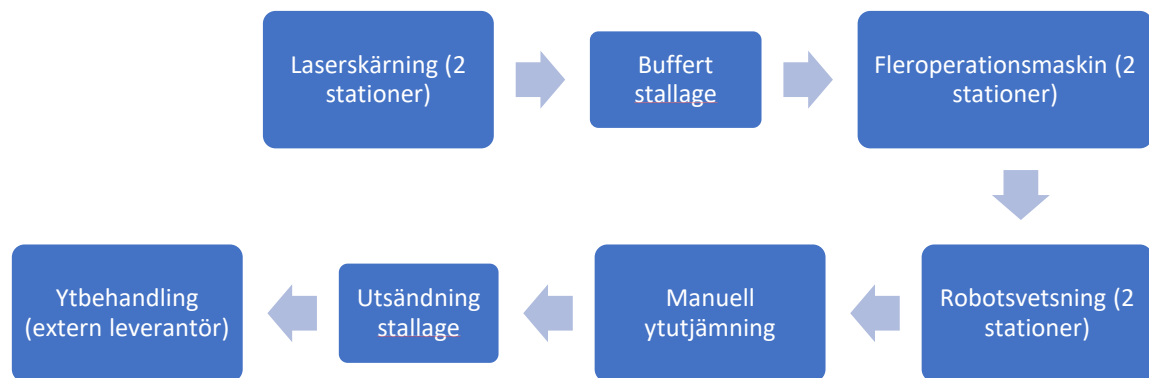 Laserskärning (2
stationer)
Buffert
stallage
Fleroperationsmaskin (2
stationer)
Ytbehandling
(extern leverantör)
Utsändning
stallage
Manuell
ytutjämning
Robotsvetsning (2
stationer)